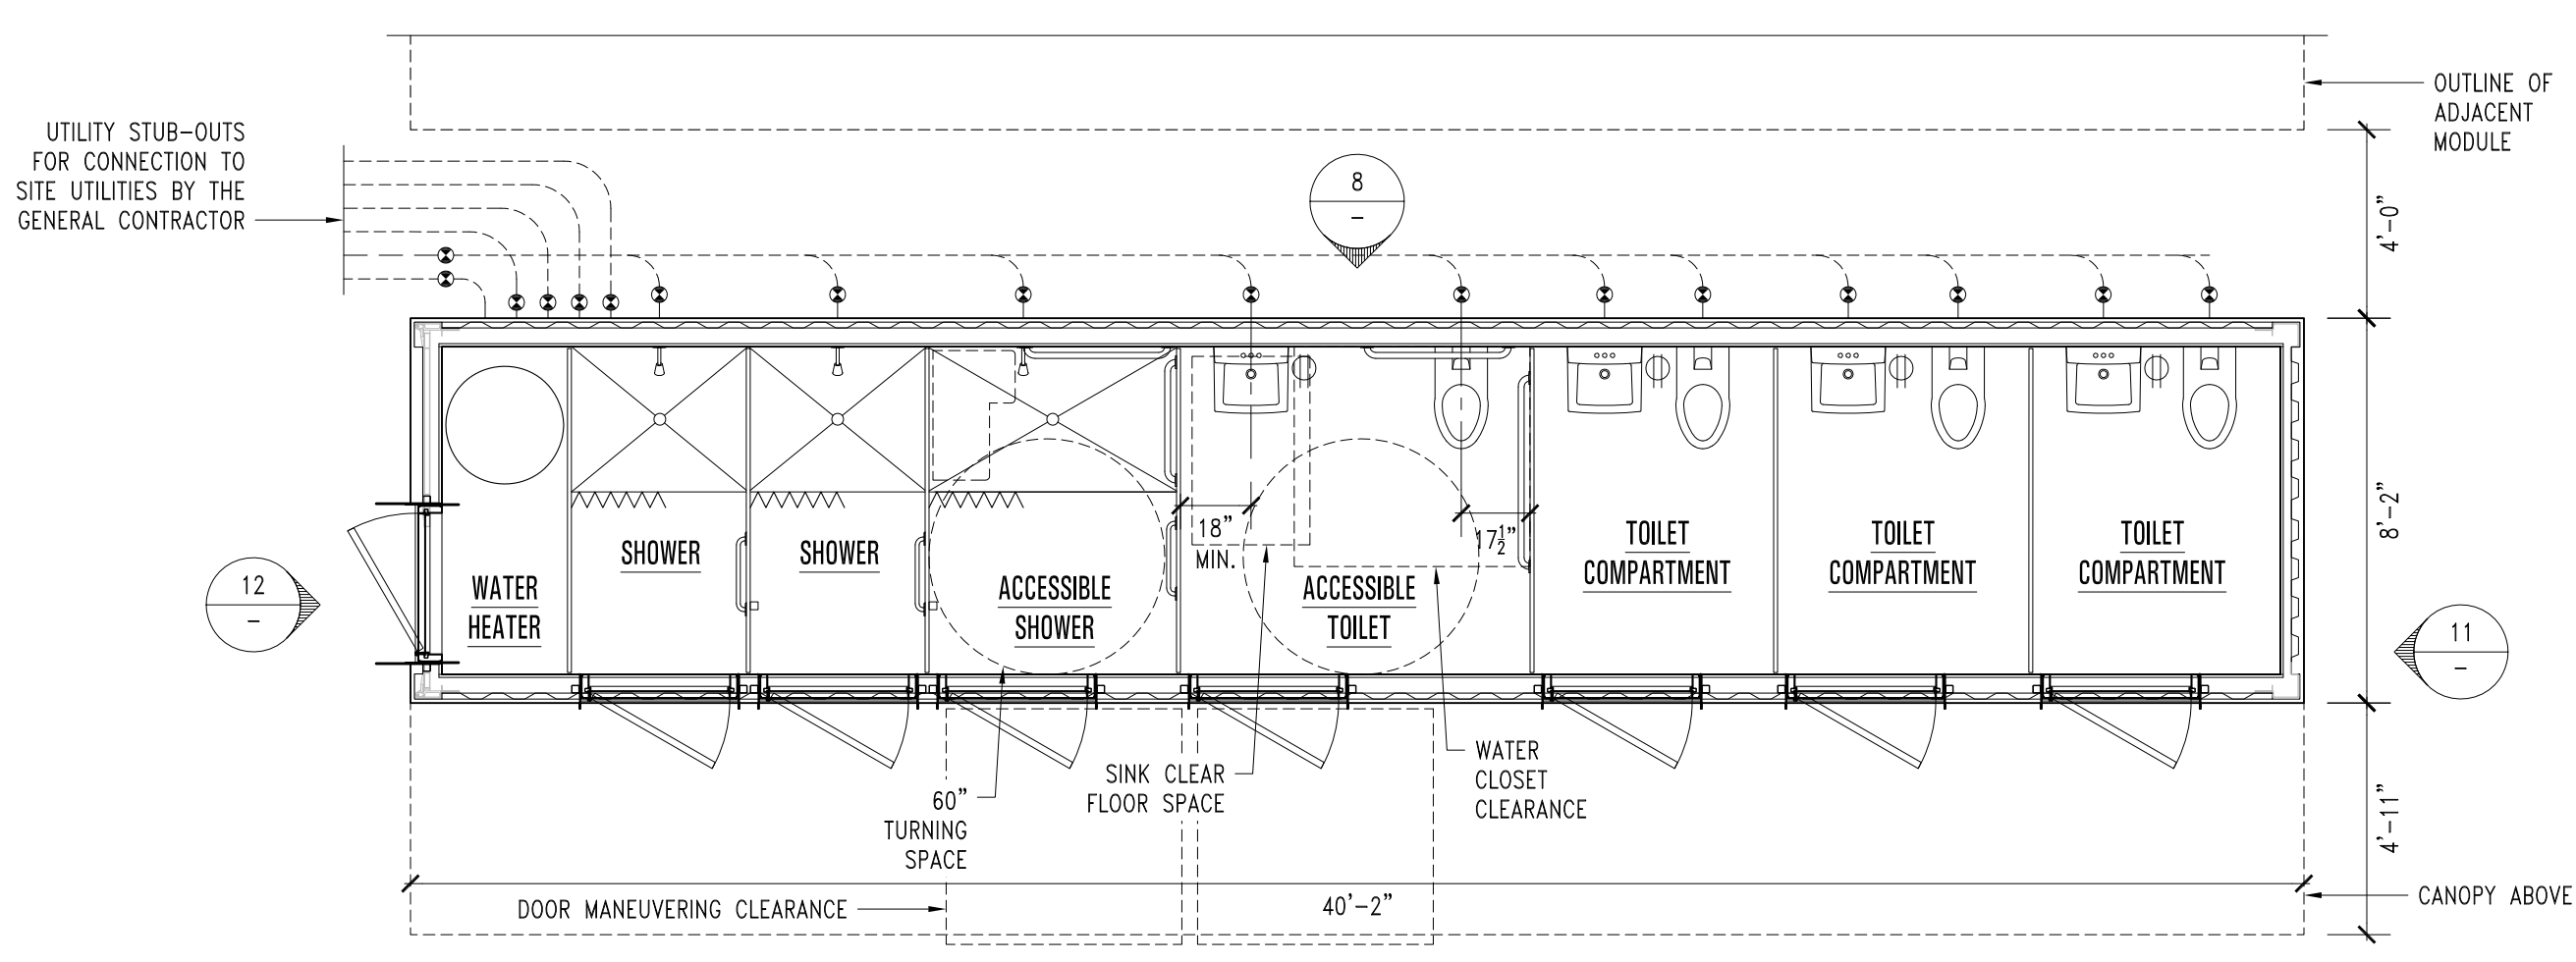 OUTLINE OF
ADJACENT
MODULE
UTILITY STUB-OUTS
FOR CONNECTION TO
SITE UTILITIES BY THE
GENERAL CONTRACTOR
8
-
4'-0"
12
-
WATER
HEATER
SHOWER
SHOWER
ACCESSIBLE
SHOWER
18"
MIN.
ACCESSIBLE
TOILET
17½"
TOILET
COMPARTMENT
TOILET
COMPARTMENT
TOILET
COMPARTMENT
8'-2"
11
-
60"
TURNING
SPACE
SINK CLEAR
FLOOR SPACE
WATER
CLOSET
CLEARANCE
4'-11"
DOOR MANEUVERING CLEARANCE
40'-2"
CANOPY ABOVE